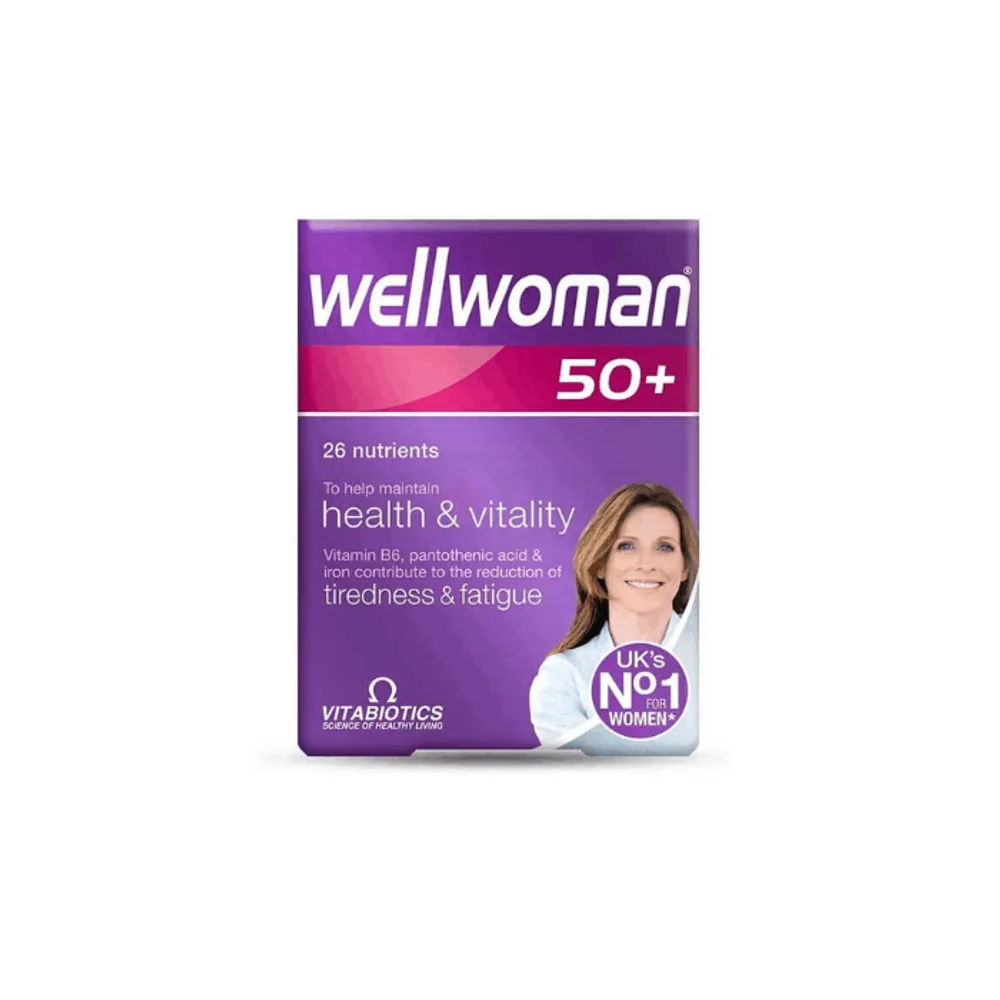 wellwoman®
50+
26 nutrients
To help maintain
health & vitality
Vitamin B6, pantothenic acid &
iron contribute to the reduction of
tiredness & fatigue
UK's
No1
FOR
WOMEN*
VITABIOTICS
SCIENCE OF HEALTHY LIVING